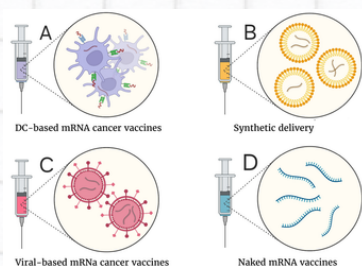 A
B
DC-based mRNA cancer vaccines
Synthetic delivery
C
D
Viral-based mRNa cancer vaccines
Naked mRNA vaccines